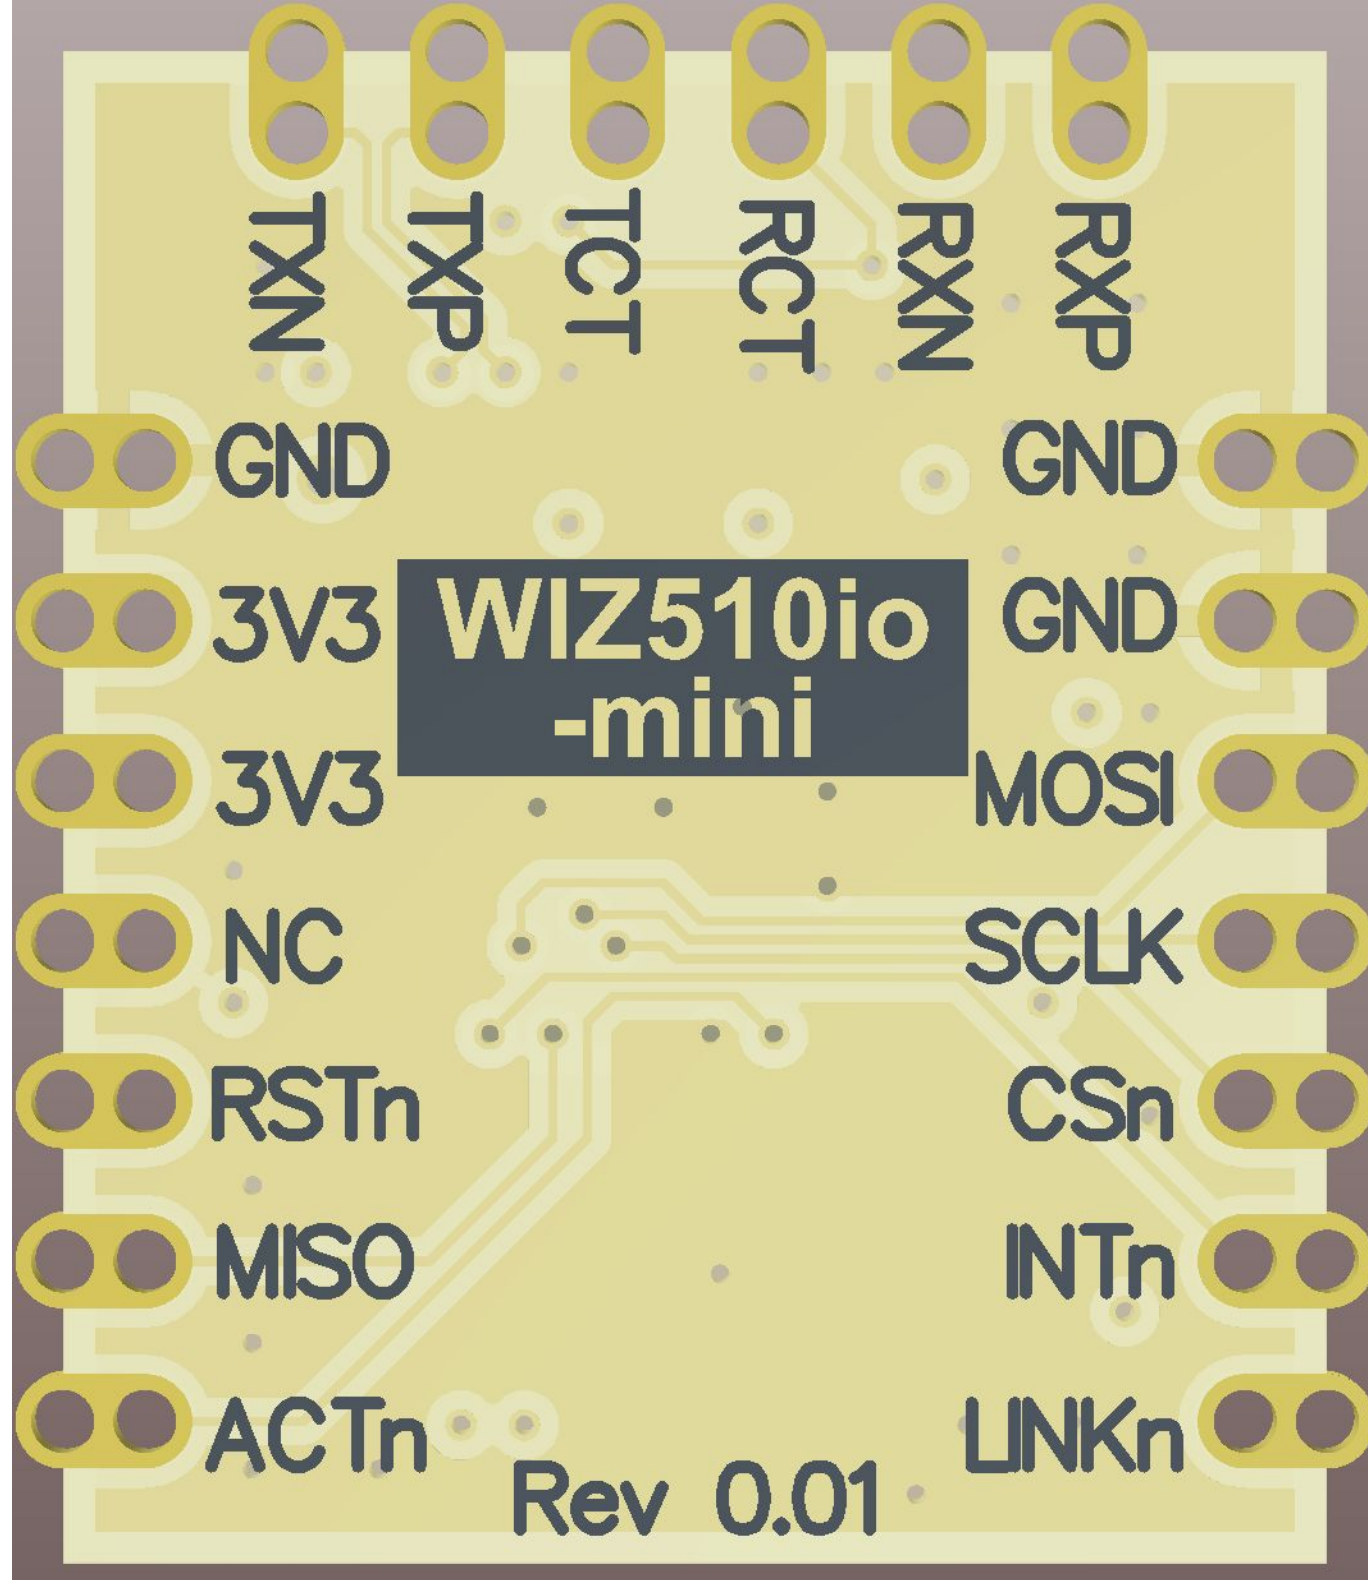 TXN
TXP
TCT
RCT
RXN
RXP
GND
GND
3V3
GND
WIZ510io
-mini
3V3
MOSI
NC
SCLK
RSTn
CSn
MISO
INTn
ACTn
LINKn
Rev 0.01